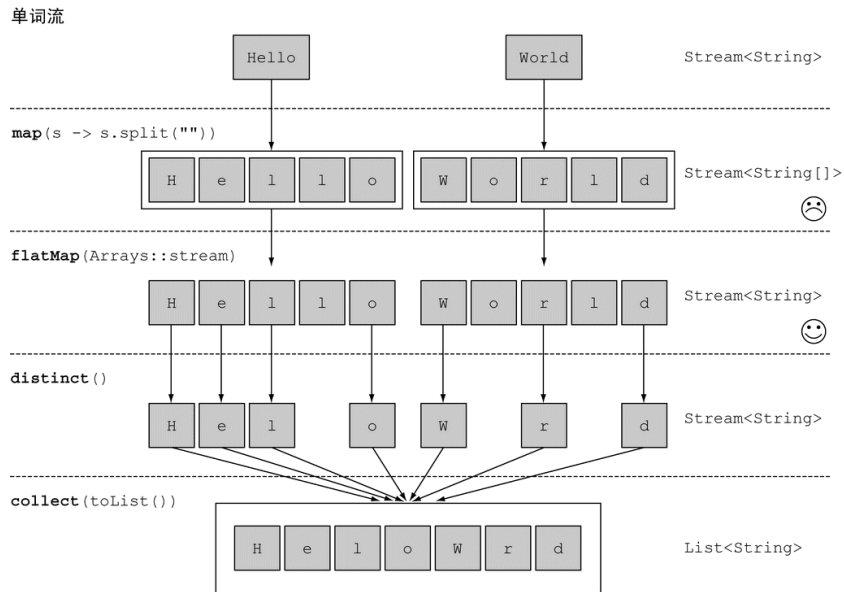 单词流
Hello World Stream<String>
map(s -> s.split(""))
H e l l o W o r l d Stream<String[]>
flatMap(Arrays::stream)
H e l l o W o r l d Stream<String>
distinct()
H e l o W r d Stream<String>
collect(toList())
H e l o W r d List<String>